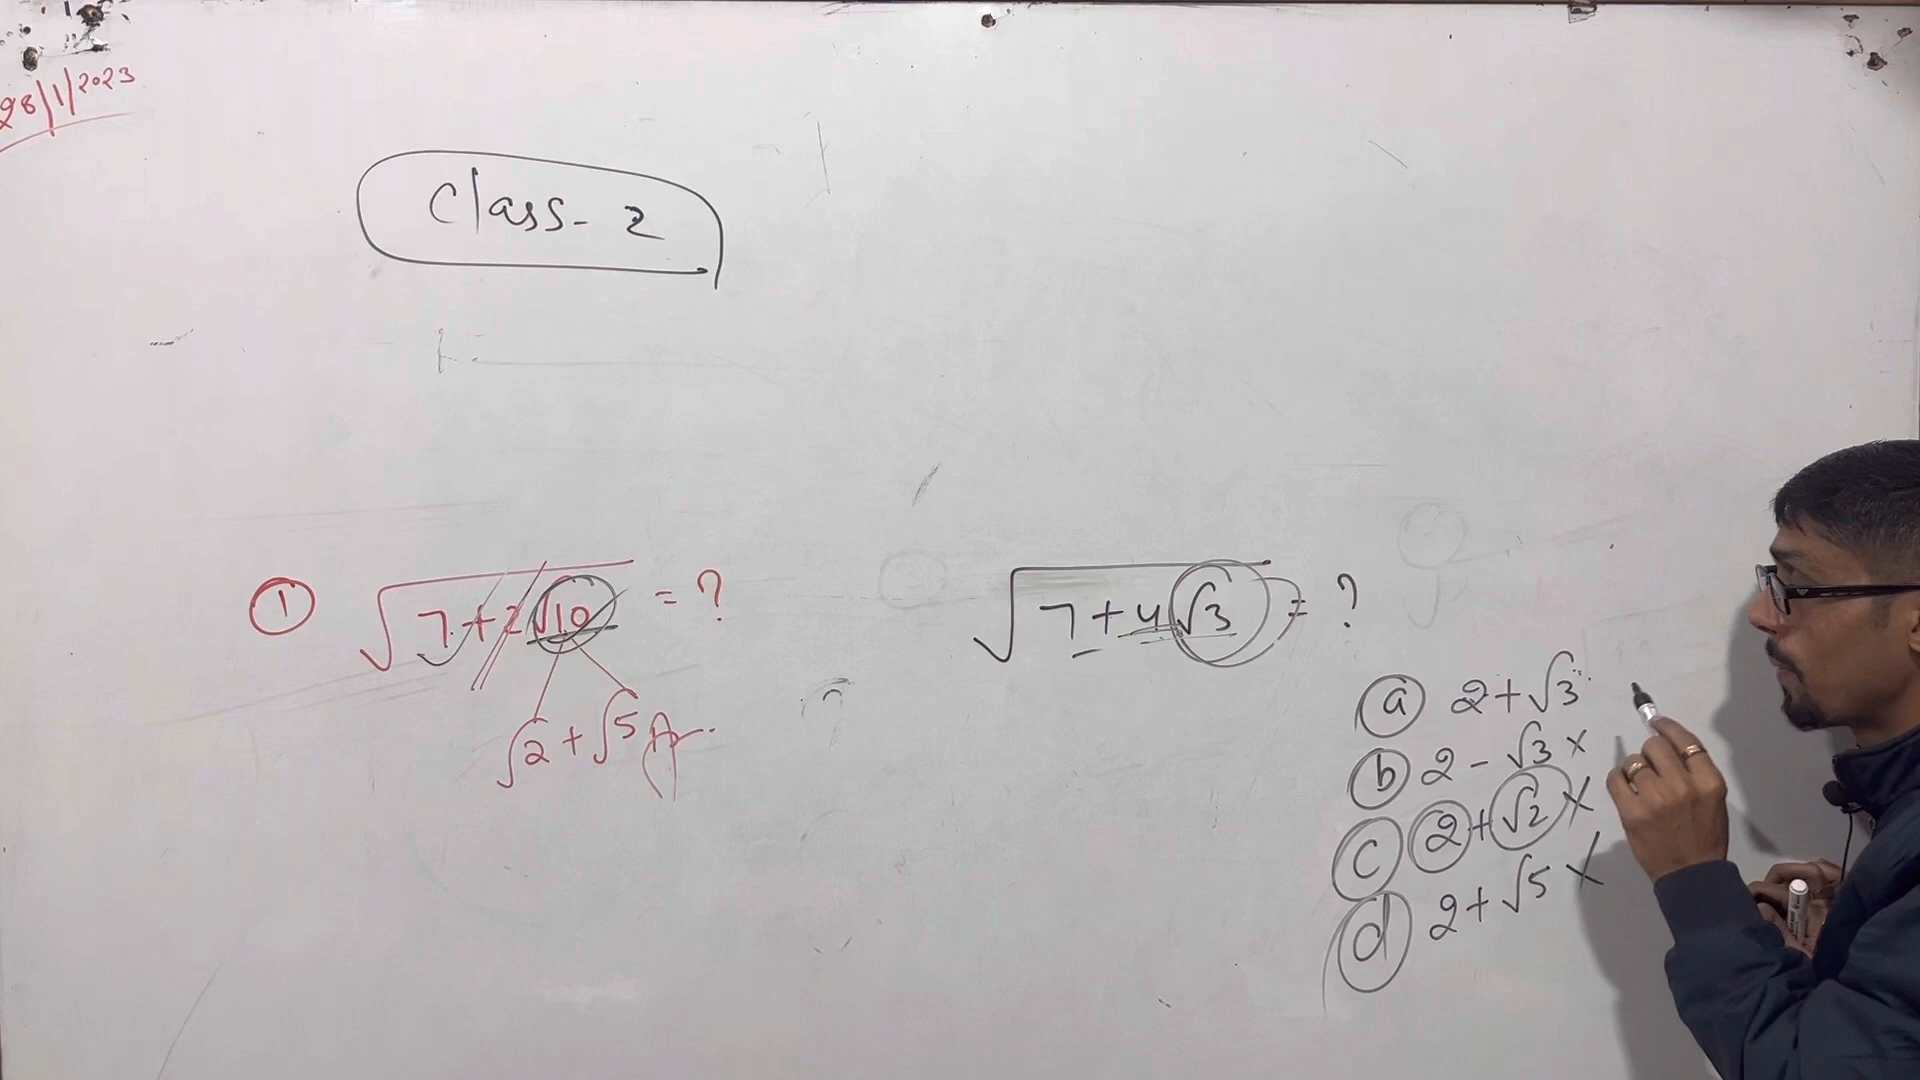 28/1/2023
Class-2
① √7+2√10 = ?
√2+√5
√7+4√3 = ?
ⓐ 2+√3
ⓑ 2-√3 ×
ⓒ 2+√2 ×
ⓓ 2+√5 ×